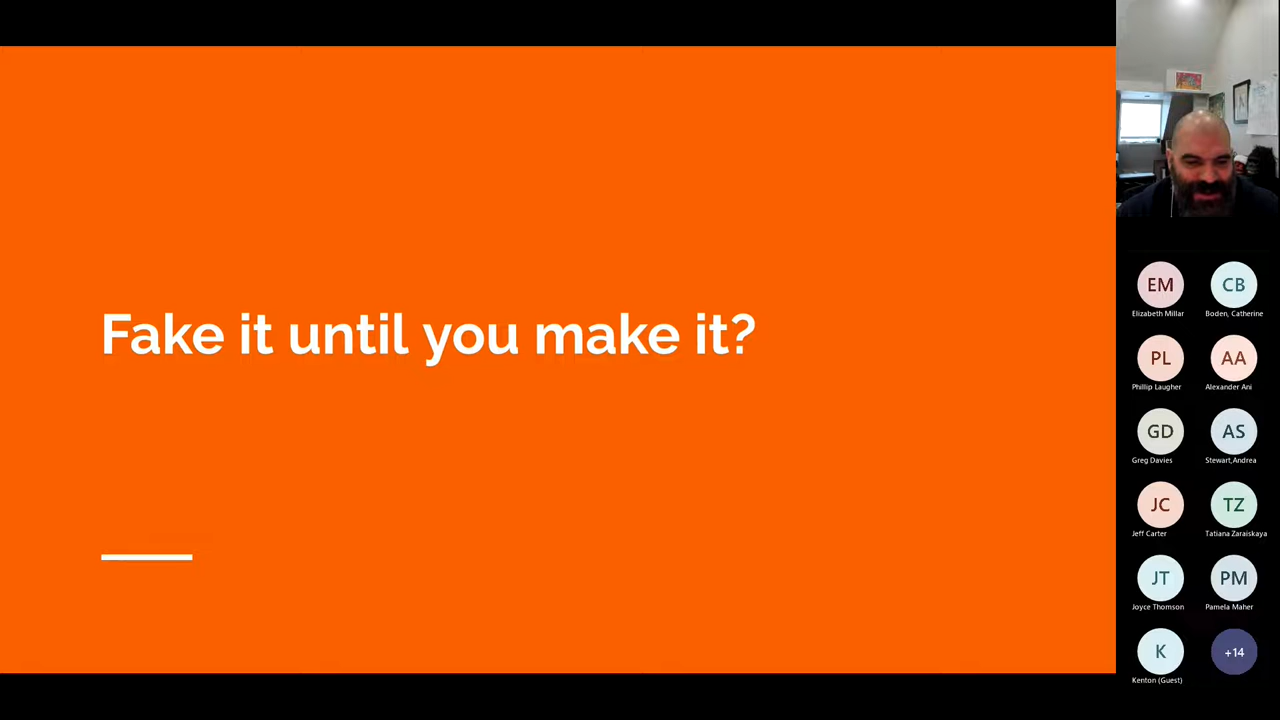 Fake it until you make it?
EM
CB
Elizabeth Millar
Boden, Catherine
PL
AA
Phillip Laugher
Alexander Ani
GD
AS
Greg Davies
Stewart,Andrea
JC
TZ
Jeff Carter
Tatiana Zaraiskaya
JT
PM
Joyce Thomson
Pamela Maher
K
+14
Kenton (Guest)